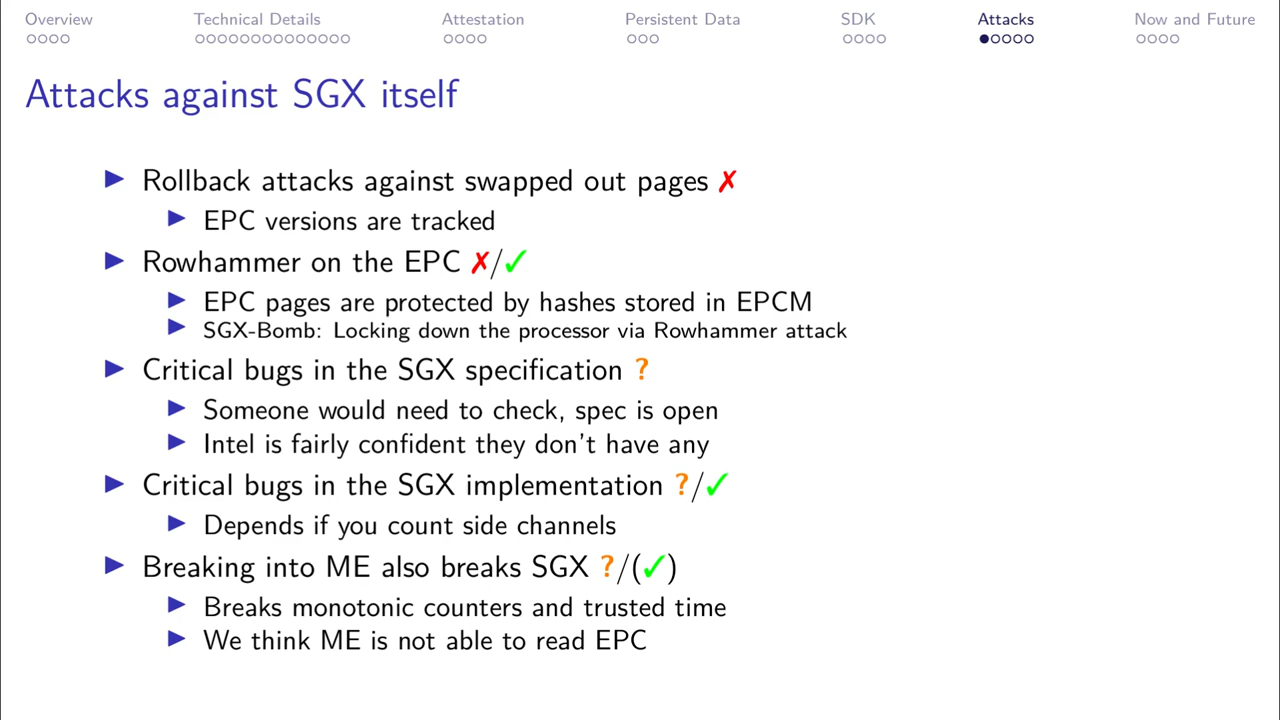 Overview Technical Details Attestation Persistent Data SDK Attacks Now and Future
Attacks against SGX itself
Rollback attacks against swapped out pages ✗
EPC versions are tracked
Rowhammer on the EPC ✗/✓
EPC pages are protected by hashes stored in EPCM
SGX-Bomb: Locking down the processor via Rowhammer attack
Critical bugs in the SGX specification ?
Someone would need to check, spec is open
Intel is fairly confident they don't have any
Critical bugs in the SGX implementation ?/✓
Depends if you count side channels
Breaking into ME also breaks SGX ?/(✓)
Breaks monotonic counters and trusted time
We think ME is not able to read EPC